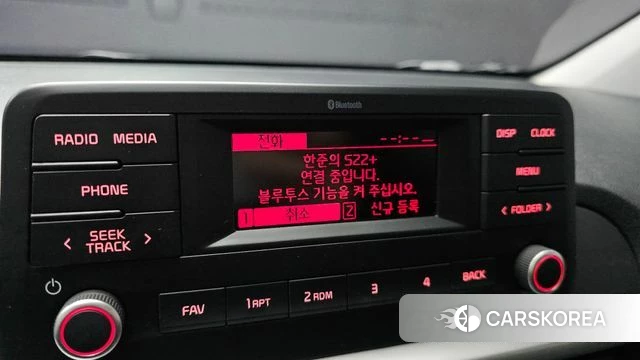 Bluetooth
RADIO MEDIA
PHONE
SEEK
TRACK
전화 --:--
한준의 S22+
연결 중입니다.
블루투스 기능을 켜 주십시오.
1 취소 2 신규 등록
DISP CLOCK
MENU
FOLDER
FAV 1 RPT 2 RDM 3 4 BACK
CARSKOREA